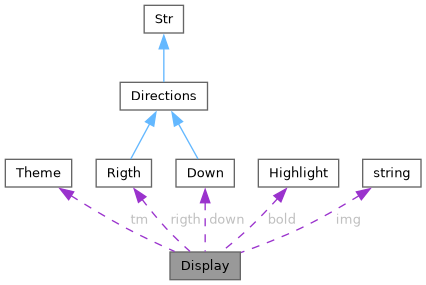 Str
Directions
Theme
Rigth
Down
Highlight
string
tm
rigth
down
bold
img
Display